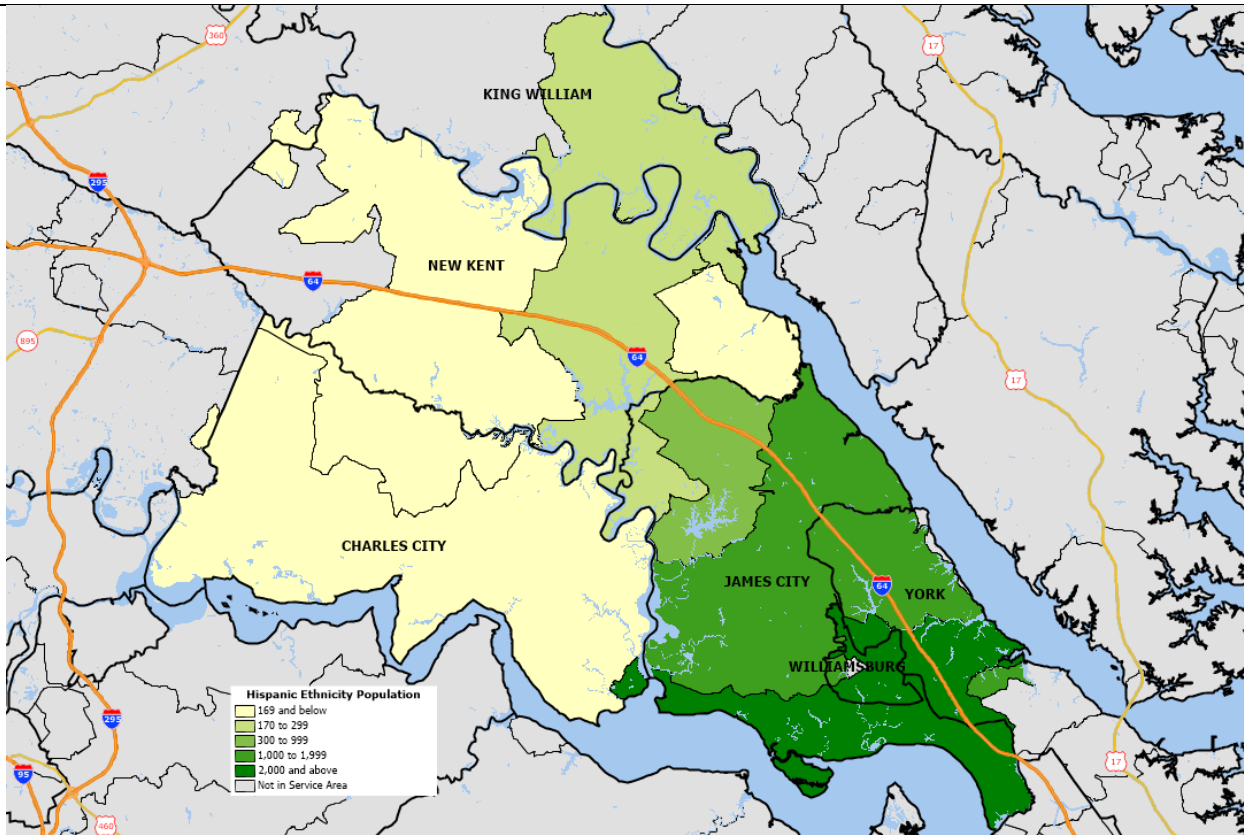 360
17
KING WILLIAM
295
NEW KENT
64
895
64
17
CHARLES CITY
JAMES CITY
64
YORK
WILLIAMSBURG
Hispanic Ethnicity Population
169 and below
170 to 299
300 to 999
1,000 to 1,999
2,000 and above
Not in Service Area
295
17
95
460